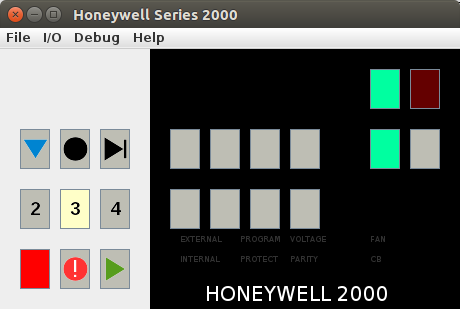 Honeywell Series 2000
File I/O Debug Help
2 3 4
EXTERNAL PROGRAM VOLTAGE FAN
INTERNAL PROTECT PARITY CB
HONEYWELL 2000